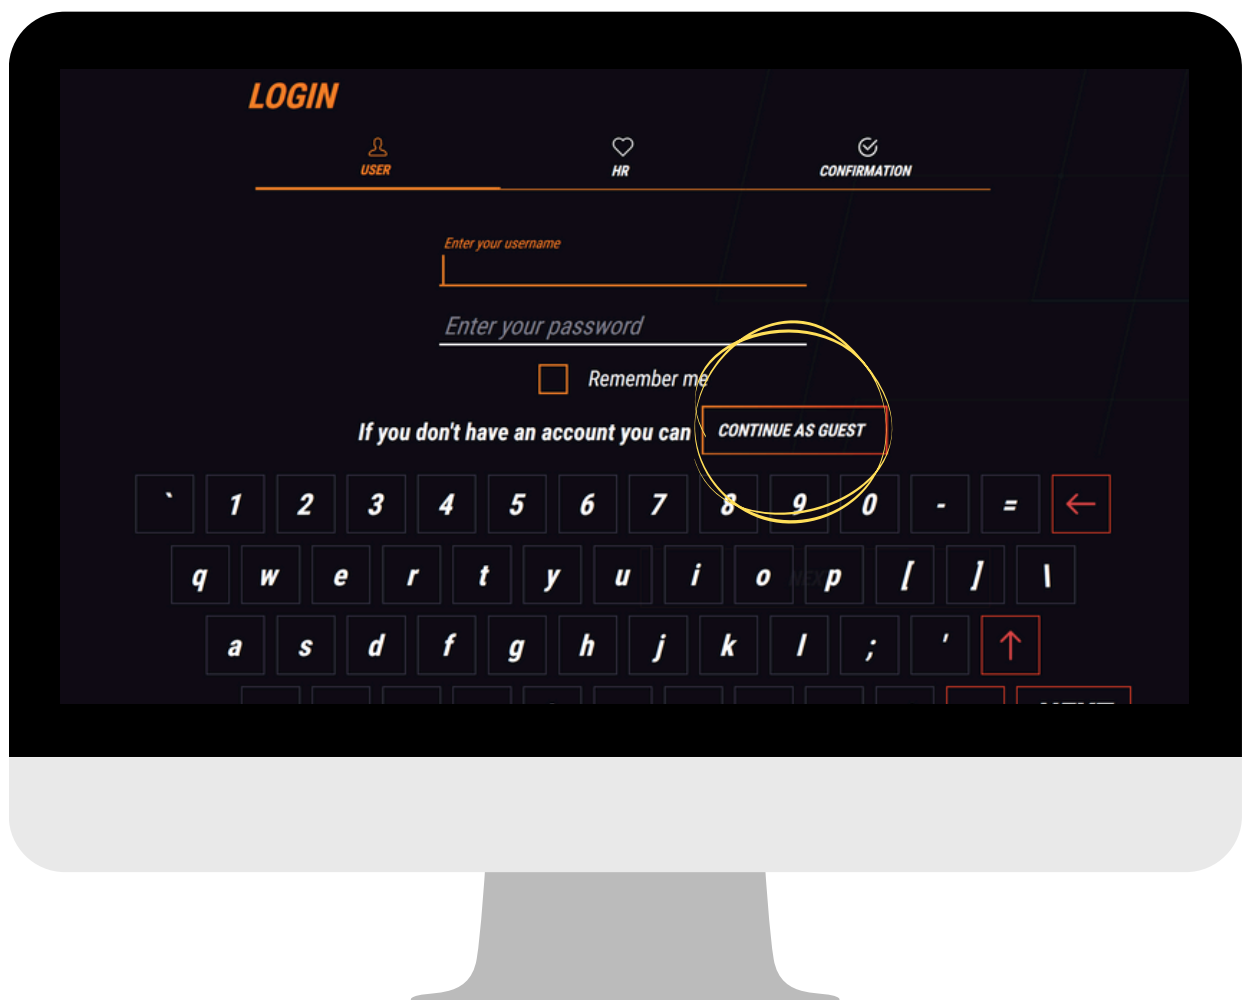 LOGIN
USER HR CONFIRMATION
Enter your username
Enter your password
Remember me
If you don't have an account you can CONTINUE AS GUEST
` 1 2 3 4 5 6 7 8 9 0 - =
q w e r t y u i o p [ ] \
a s d f g h j k l ; '